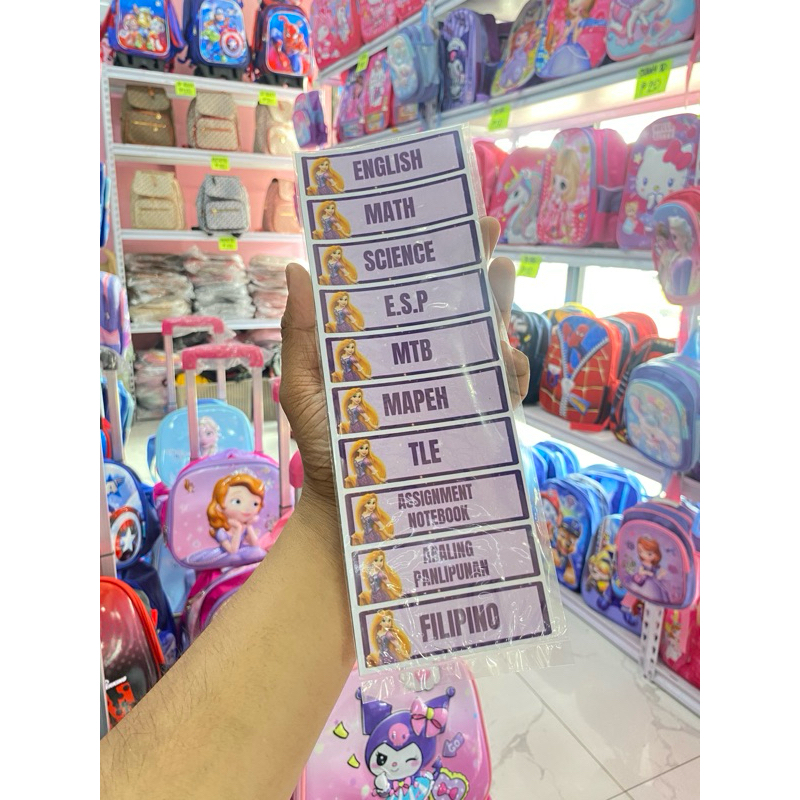 ENGLISH
MATH
SCIENCE
E.S.P
MTB
MAPEH
TLE
ASSIGNMENT
NOTEBOOK
ARALING
PANLIPUNAN
FILIPINO